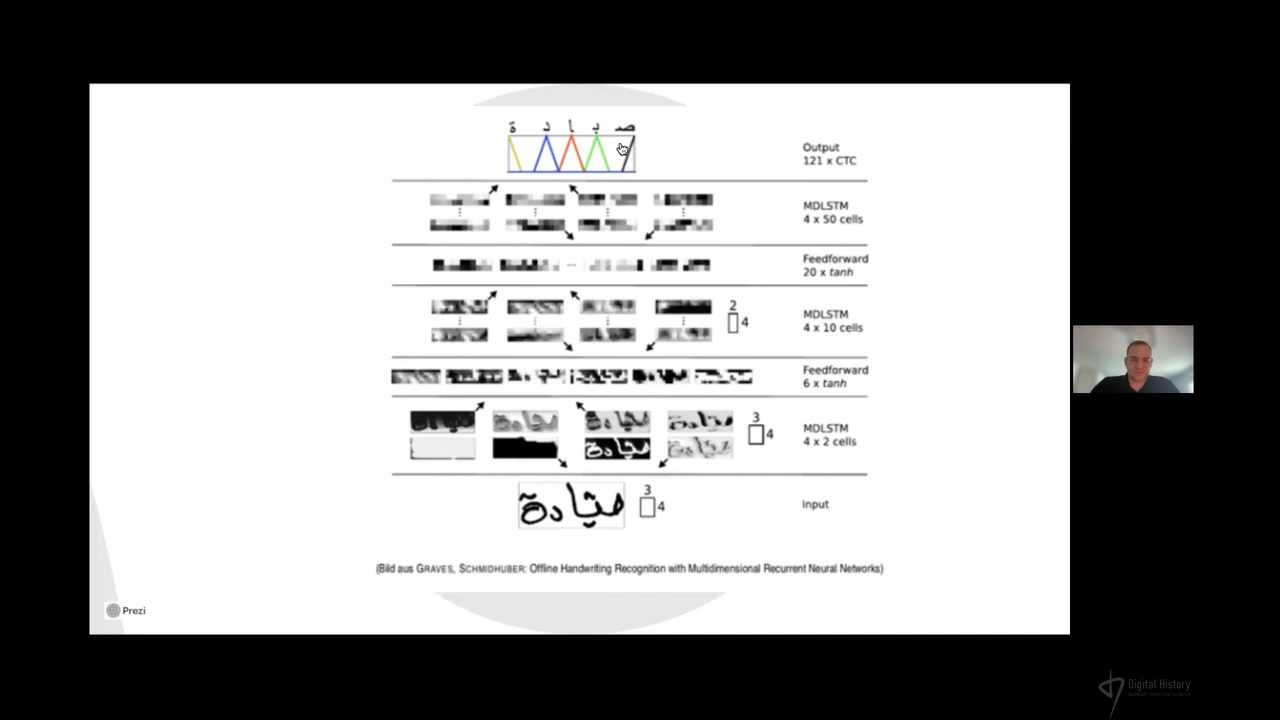 ة د ا ﺑ ﺻ
Output
121 x CTC
MDLSTM
4 x 50 cells
Feedforward
20 x tanh
2
4
MDLSTM
4 x 10 cells
Feedforward
6 x tanh
3
4
MDLSTM
4 x 2 cells
3
4
Input
(Bild aus GRAVES, SCHMIDHUBER: Offline Handwriting Recognition with Multidimensional Recurrent Neural Networks)
Prezi
Digital History